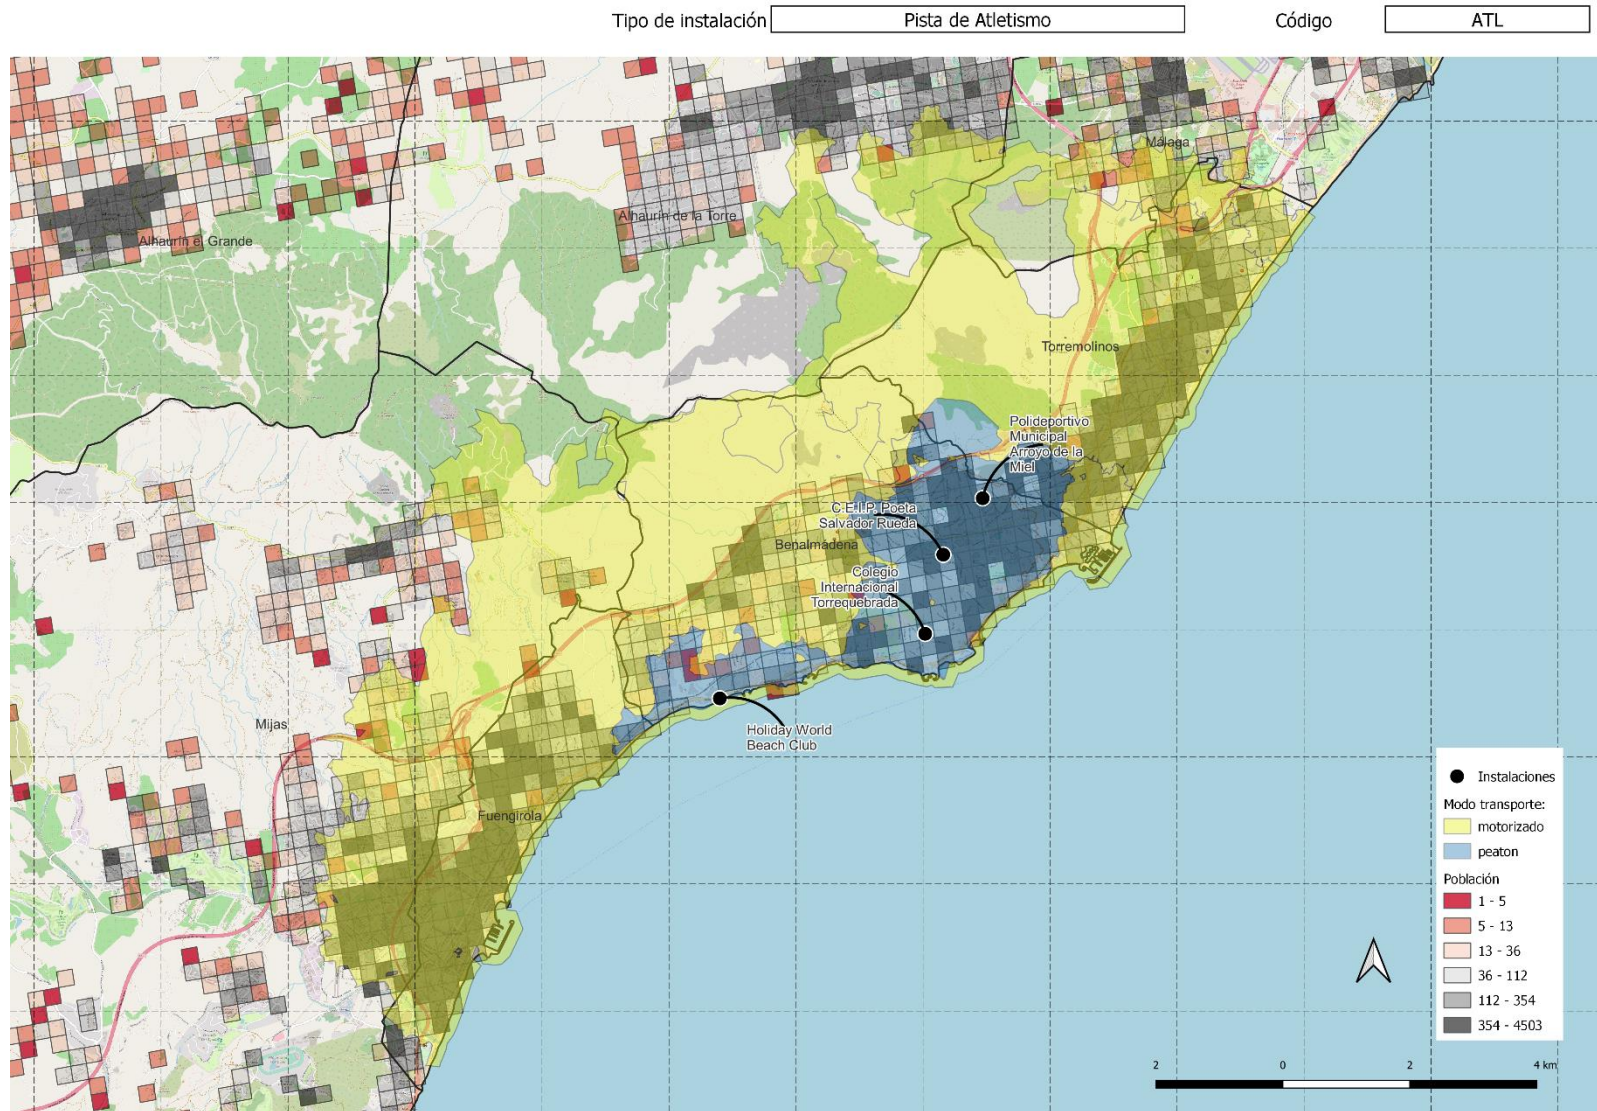 Tipo de instalación Pista de Atletismo Código ATL
Málaga
Alhaurín de la Torre
Alhaurín el Grande
Torremolinos
Polideportivo
Municipal
Arroyo de la
Miel
C.E.I.P. Poeta
Salvador Rueda
Benalmádena
Colegio
Internacional
Torrequebrada
Mijas
Holiday World
Beach Club
Fuengirola
Instalaciones
Modo transporte:
motorizado
peaton
Población
1 - 5
5 - 13
13 - 36
36 - 112
112 - 354
354 - 4503
2 0 2 4 km